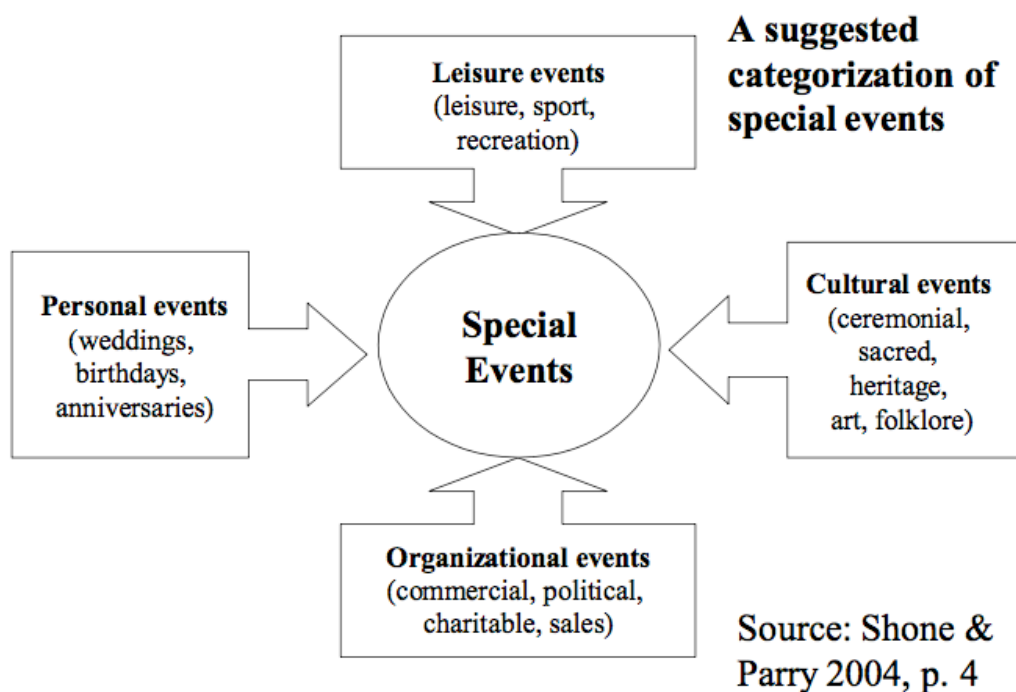 A suggested
categorization of
special events
Leisure events
(leisure, sport,
recreation)
Personal events
(weddings,
birthdays,
anniversaries)
Special
Events
Cultural events
(ceremonial,
sacred,
heritage,
art, folklore)
Organizational events
(commercial, political,
charitable, sales)
Source: Shone &
Parry 2004, p. 4